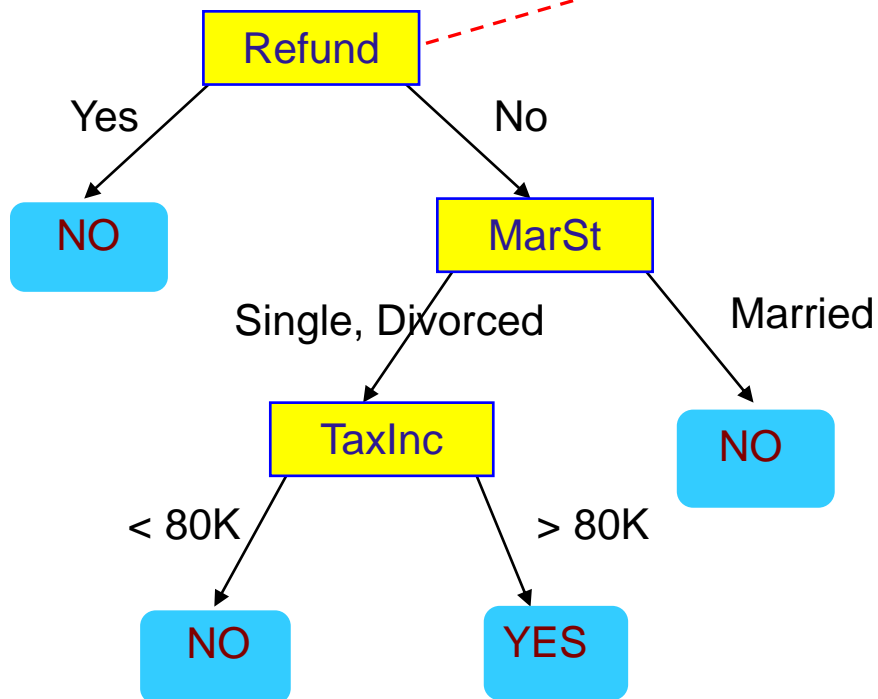 Refund
Yes
No
NO
MarSt
Single, Divorced
Married
TaxInc
NO
< 80K
> 80K
NO
YES